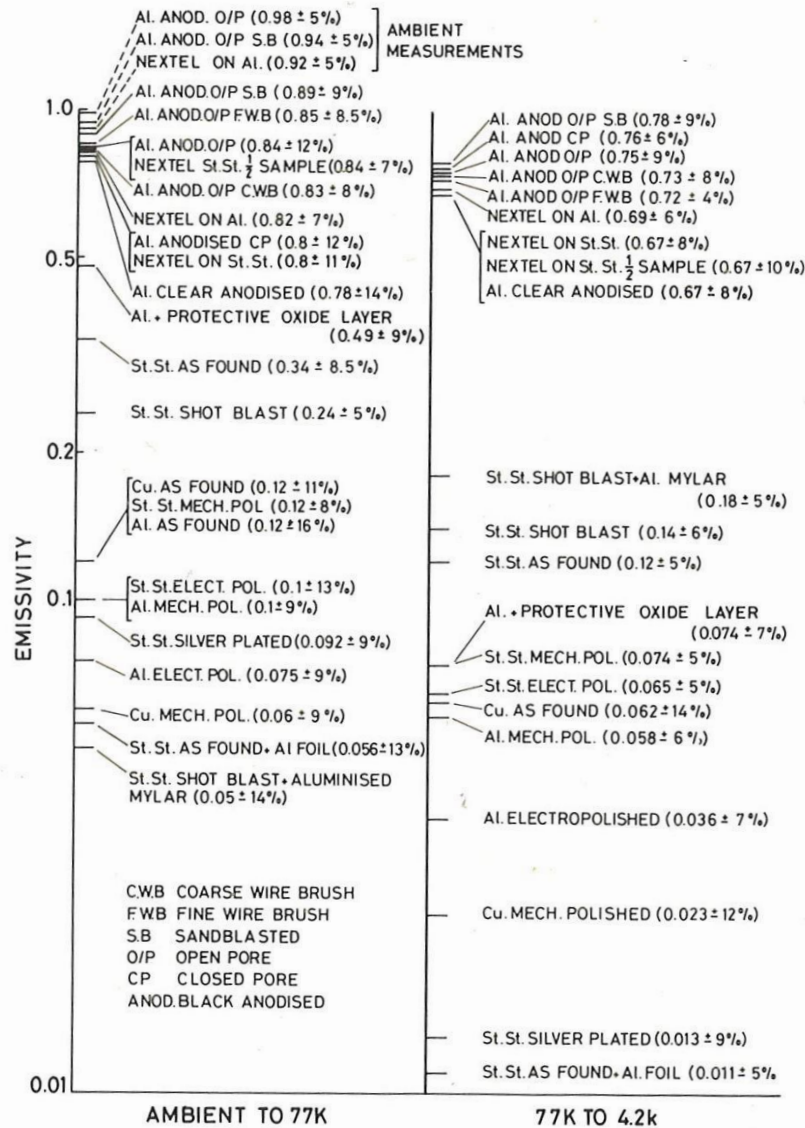 Al. ANOD. O/P (0.98 ± 5%)
Al. ANOD. O/P S.B (0.94 ± 5%)
NEXTEL ON Al. (0.92 ± 5%)
AMBIENT
MEASUREMENTS
Al. ANOD. O/P S.B (0.89 ± 9%)
Al. ANOD.O/P F.W.B (0.85 ± 8.5%)
Al. ANOD.O/P (0.84 ± 12%)
NEXTEL St.St. ½ SAMPLE (0.84 ± 7%)
Al. ANOD. O/P C.W.B (0.83 ± 8%)
NEXTEL ON Al. (0.82 ± 7%)
Al. ANODISED CP (0.8 ± 12%)
NEXTEL ON St.St. (0.8 ± 11%)
Al. CLEAR ANODISED (0.78 ± 14%)
Al. + PROTECTIVE OXIDE LAYER
(0.49 ± 9%)
St.St. AS FOUND (0.34 ± 8.5%)
St.St. SHOT BLAST (0.24 ± 5%)
Cu. AS FOUND (0.12 ± 11%)
St.St. MECH.POL (0.12 ± 8%)
Al. AS FOUND (0.12 ± 16%)
St.St. ELECT. POL. (0.1 ± 13%)
Al. MECH. POL. (0.1 ± 9%)
St.St. SILVER PLATED (0.092 ± 9%)
Al. ELECT. POL. (0.075 ± 9%)
Cu. MECH. POL. (0.06 ± 9%)
St.St. AS FOUND + Al FOIL (0.056 ± 13%)
St.St. SHOT BLAST + ALUMINISED
MYLAR (0.05 ± 14%)
C.W.B COARSE WIRE BRUSH
F.W.B FINE WIRE BRUSH
S.B SANDBLASTED
O/P OPEN PORE
CP CLOSED PORE
ANOD. BLACK ANODISED
1.0
0.5
0.2
0.1
0.01
EMISSIVITY
AMBIENT TO 77K
Al. ANOD O/P S.B (0.78 ± 9%)
Al. ANOD CP (0.76 ± 6%)
Al. ANOD O/P (0.75 ± 9%)
Al. ANOD O/P C.W.B (0.73 ± 8%)
Al. ANOD O/P F.W.B (0.72 ± 4%)
NEXTEL ON Al. (0.69 ± 6%)
NEXTEL ON St.St. (0.67 ± 8%)
NEXTEL ON St.St. ½ SAMPLE (0.67 ± 10%)
Al. CLEAR ANODISED (0.67 ± 8%)
St.St. SHOT BLAST + Al. MYLAR
(0.18 ± 5%)
St.St. SHOT BLAST (0.14 ± 6%)
St.St. AS FOUND (0.12 ± 5%)
Al. + PROTECTIVE OXIDE LAYER
(0.074 ± 7%)
St.St. MECH. POL. (0.074 ± 5%)
St.St. ELECT. POL. (0.065 ± 5%)
Cu. AS FOUND (0.062 ± 14%)
Al. MECH. POL. (0.058 ± 6%)
Al. ELECTROPOLISHED (0.036 ± 7%)
Cu. MECH. POLISHED (0.023 ± 12%)
St.St. SILVER PLATED (0.013 ± 9%)
St.St. AS FOUND + Al. FOIL (0.011 ± 5%
77K TO 4.2k